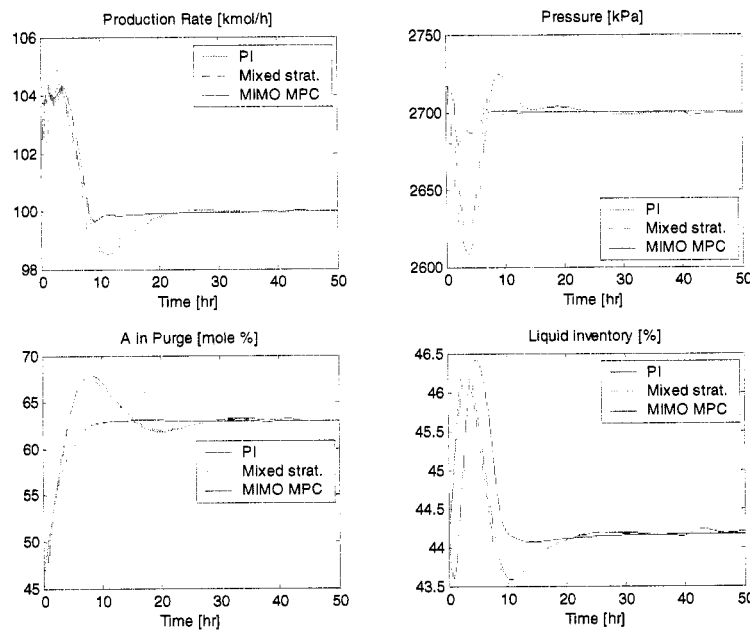 Production Rate [kmol/h]
106
104
102
100
98
0
10
20
30
40
50
Time [hr]
PI
Mixed strat.
MIMO MPC
Pressure [kPa]
2750
2700
2650
2600
0
10
20
30
40
50
Time [hr]
PI
Mixed strat.
MIMO MPC
A in Purge [mole %]
70
65
60
55
50
45
0
10
20
30
40
50
Time [hr]
PI
Mixed strat.
MIMO MPC
Liquid inventory [%]
46.5
46
45.5
45
44.5
44
43.5
0
10
20
30
40
50
Time [hr]
PI
Mixed strat.
MIMO MPC